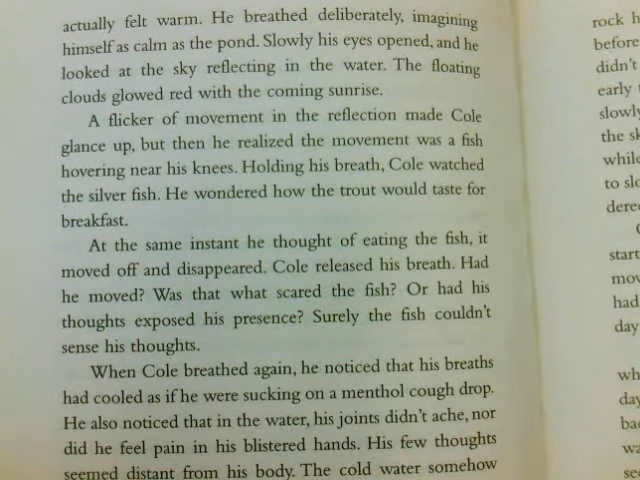 actually felt warm. He breathed deliberately, imagining
himself as calm as the pond. Slowly his eyes opened, and he
looked at the sky reflecting in the water. The floating
clouds glowed red with the coming sunrise.
A flicker of movement in the reflection made Cole
glance up, but then he realized the movement was a fish
hovering near his knees. Holding his breath, Cole watched
the silver fish. He wondered how the trout would taste for
breakfast.
At the same instant he thought of eating the fish, it
moved off and disappeared. Cole released his breath. Had
he moved? Was that what scared the fish? Or had his
thoughts exposed his presence? Surely the fish couldn't
sense his thoughts.
When Cole breathed again, he noticed that his breaths
had cooled as if he were sucking on a menthol cough drop.
He also noticed that in the water, his joints didn't ache, nor
did he feel pain in his blistered hands. His few thoughts
seemed distant from his body. The cold water somehow
rock h
before
didn't
early
slowly
the sk
while
to slo
dered
start
mov
had
day
wh
day
bac
wa
see